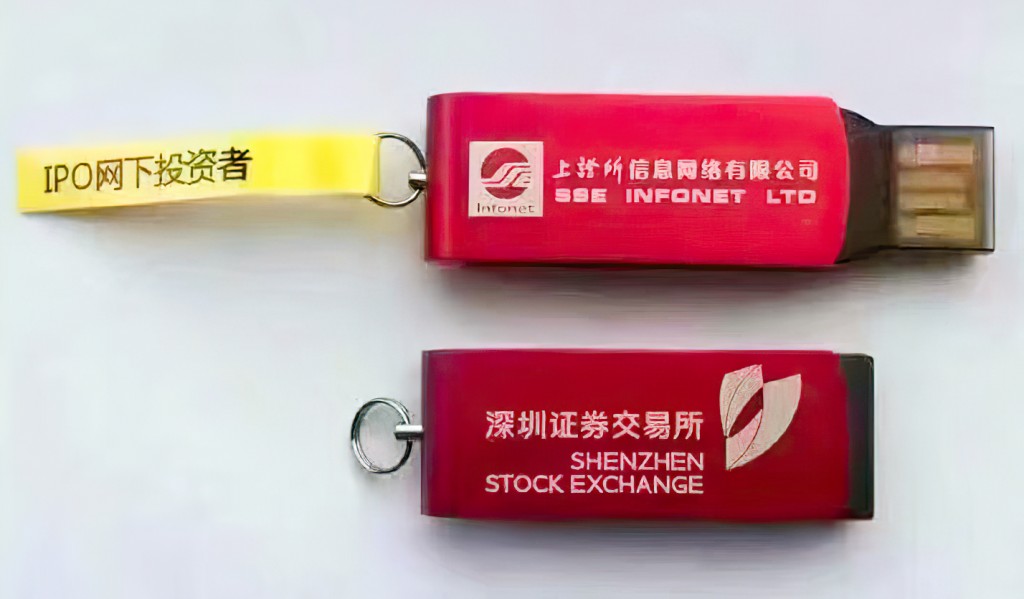 IPO网下投资者
Infonet
上证所信息网络有限公司
SSE INFONET LTD
深圳证券交易所
SHENZHEN
STOCK EXCHANGE